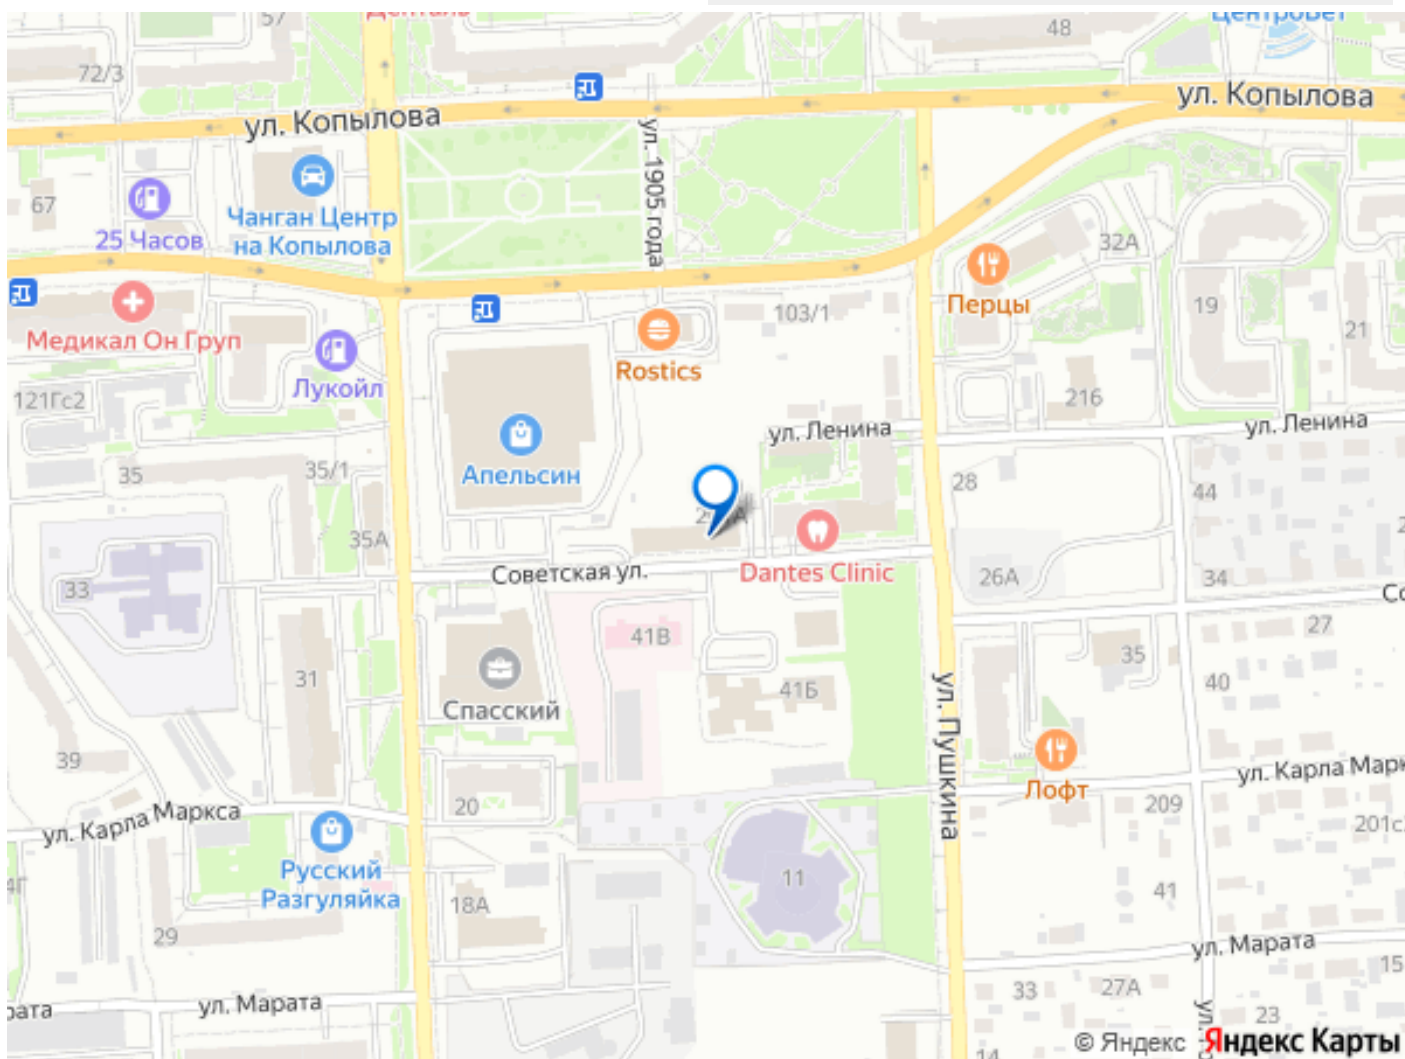 57
48
72/3
ул. Копылова
ул. Копылова
ул. 1905 года
67
25 Часов
Чанган Центр
на Копылова
32А
Перцы
19
21
103/1
Медикал Он Груп
Лукойл
Rostics
121Гс2
216
ул. Ленина
ул. Ленина
35
35/1
Апельсин
28
44
35А
Советская ул.
Dantes Clinic
26А
34
33
41В
27
35
40
31
Спасский
41Б
ул. Пушкина
39
20
Лофт
ул. Карла Маркса
209
Русский
Разгуляйка
11
41
18А
29
ул. Марата
ул. Марата
33
27А
15
23
14
© Яндекс Яндекс Карты